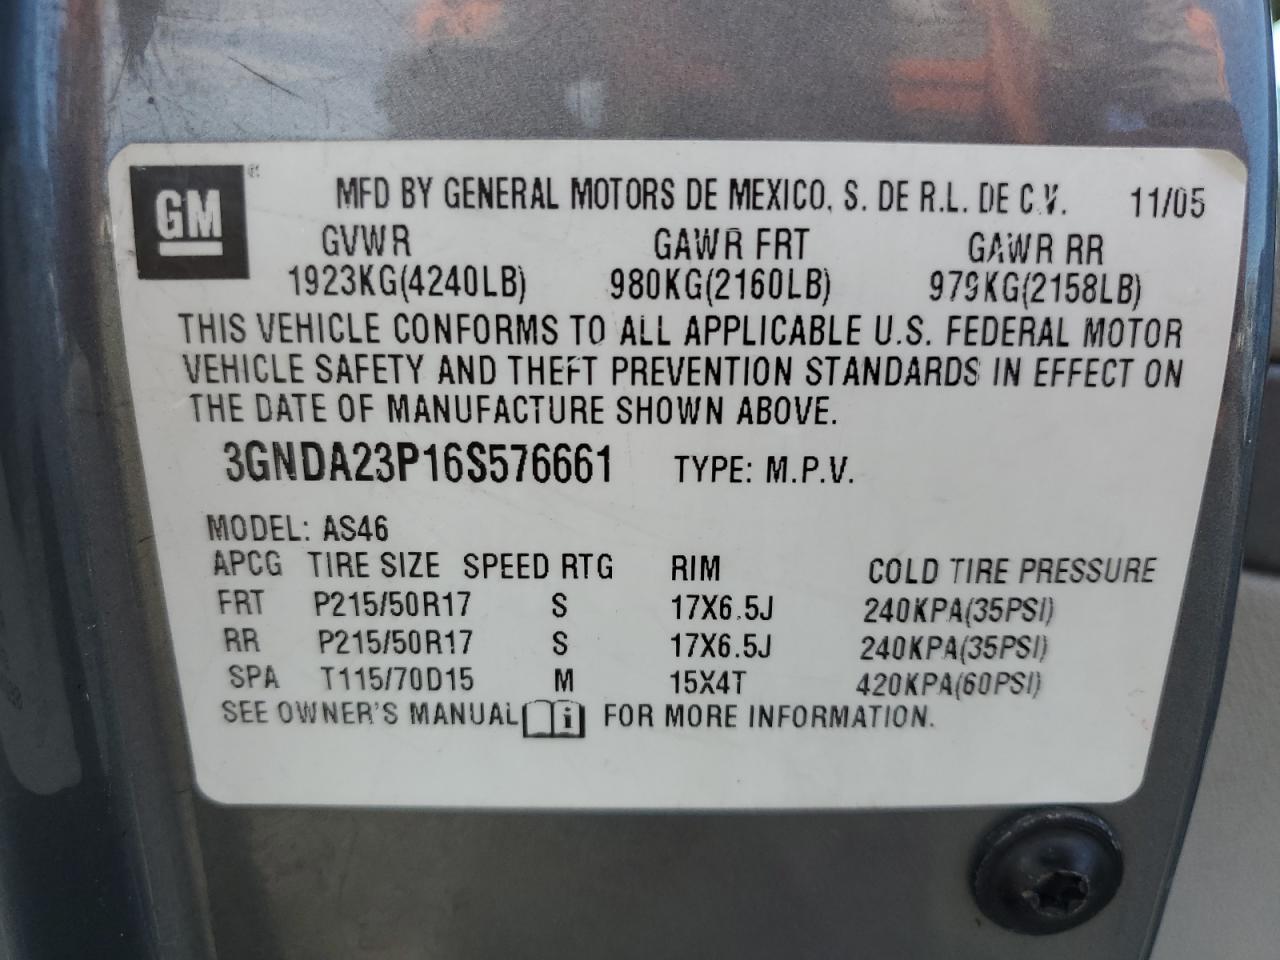 GM
MFD BY GENERAL MOTORS DE MEXICO, S. DE R.L. DE C.V. 11/05
GVWR GAWR FRT GAWR RR
1923KG(4240LB) 980KG(2160LB) 979KG(2158LB)
THIS VEHICLE CONFORMS TO ALL APPLICABLE U.S. FEDERAL MOTOR
VEHICLE SAFETY AND THEFT PREVENTION STANDARDS IN EFFECT ON
THE DATE OF MANUFACTURE SHOWN ABOVE.
3GNDA23P16S576661 TYPE: M.P.V.
MODEL: AS46
APCG TIRE SIZE SPEED RTG RIM COLD TIRE PRESSURE
FRT P215/50R17 S 17X6.5J 240KPA(35PSI)
RR P215/50R17 S 17X6.5J 240KPA(35PSI)
SPA T115/70D15 M 15X4T 420KPA(60PSI)
SEE OWNER'S MANUAL i FOR MORE INFORMATION.